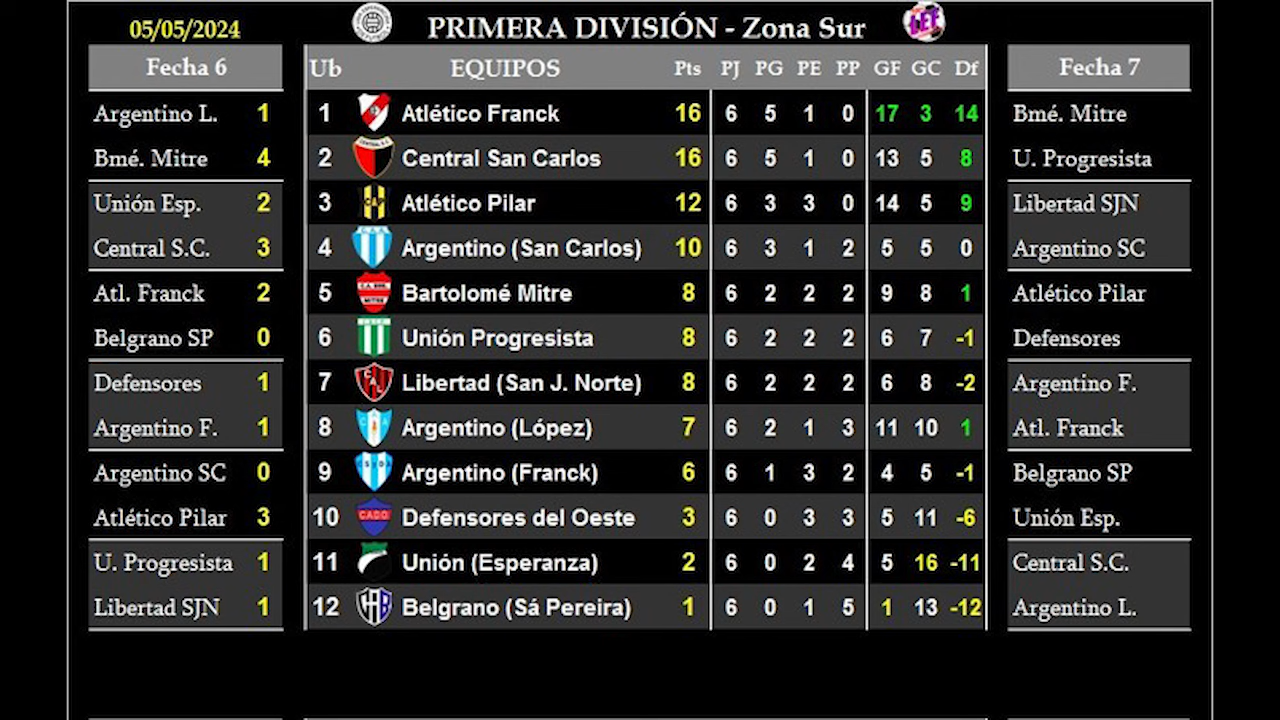 05/05/2024 PRIMERA DIVISIÓN - Zona Sur LEF
Fecha 6 Ub EQUIPOS Pts PJ PG PE PP GF GC Df Fecha 7
Argentino L. 1 1 Atlético Franck 16 6 5 1 0 17 3 14 Bmé. Mitre
Bmé. Mitre 4 2 Central San Carlos 16 6 5 1 0 13 5 8 U. Progresista
Unión Esp. 2 3 Atlético Pilar 12 6 3 3 0 14 5 9 Libertad SJN
Central S.C. 3 4 Argentino (San Carlos) 10 6 3 1 2 5 5 0 Argentino SC
Atl. Franck 2 5 Bartolomé Mitre 8 6 2 2 2 9 8 1 Atlético Pilar
Belgrano SP 0 6 Unión Progresista 8 6 2 2 2 6 7 -1 Defensores
Defensores 1 7 Libertad (San J. Norte) 8 6 2 2 2 6 8 -2 Argentino F.
Argentino F. 1 8 Argentino (López) 7 6 2 1 3 11 10 1 Atl. Franck
Argentino SC 0 9 Argentino (Franck) 6 6 1 3 2 4 5 -1 Belgrano SP
Atlético Pilar 3 10 CADO Defensores del Oeste 3 6 0 3 3 5 11 -6 Unión Esp.
U. Progresista 1 11 Unión (Esperanza) 2 6 0 2 4 5 16 -11 Central S.C.
Libertad SJN 1 12 Belgrano (Sá Pereira) 1 6 0 1 5 1 13 -12 Argentino L.